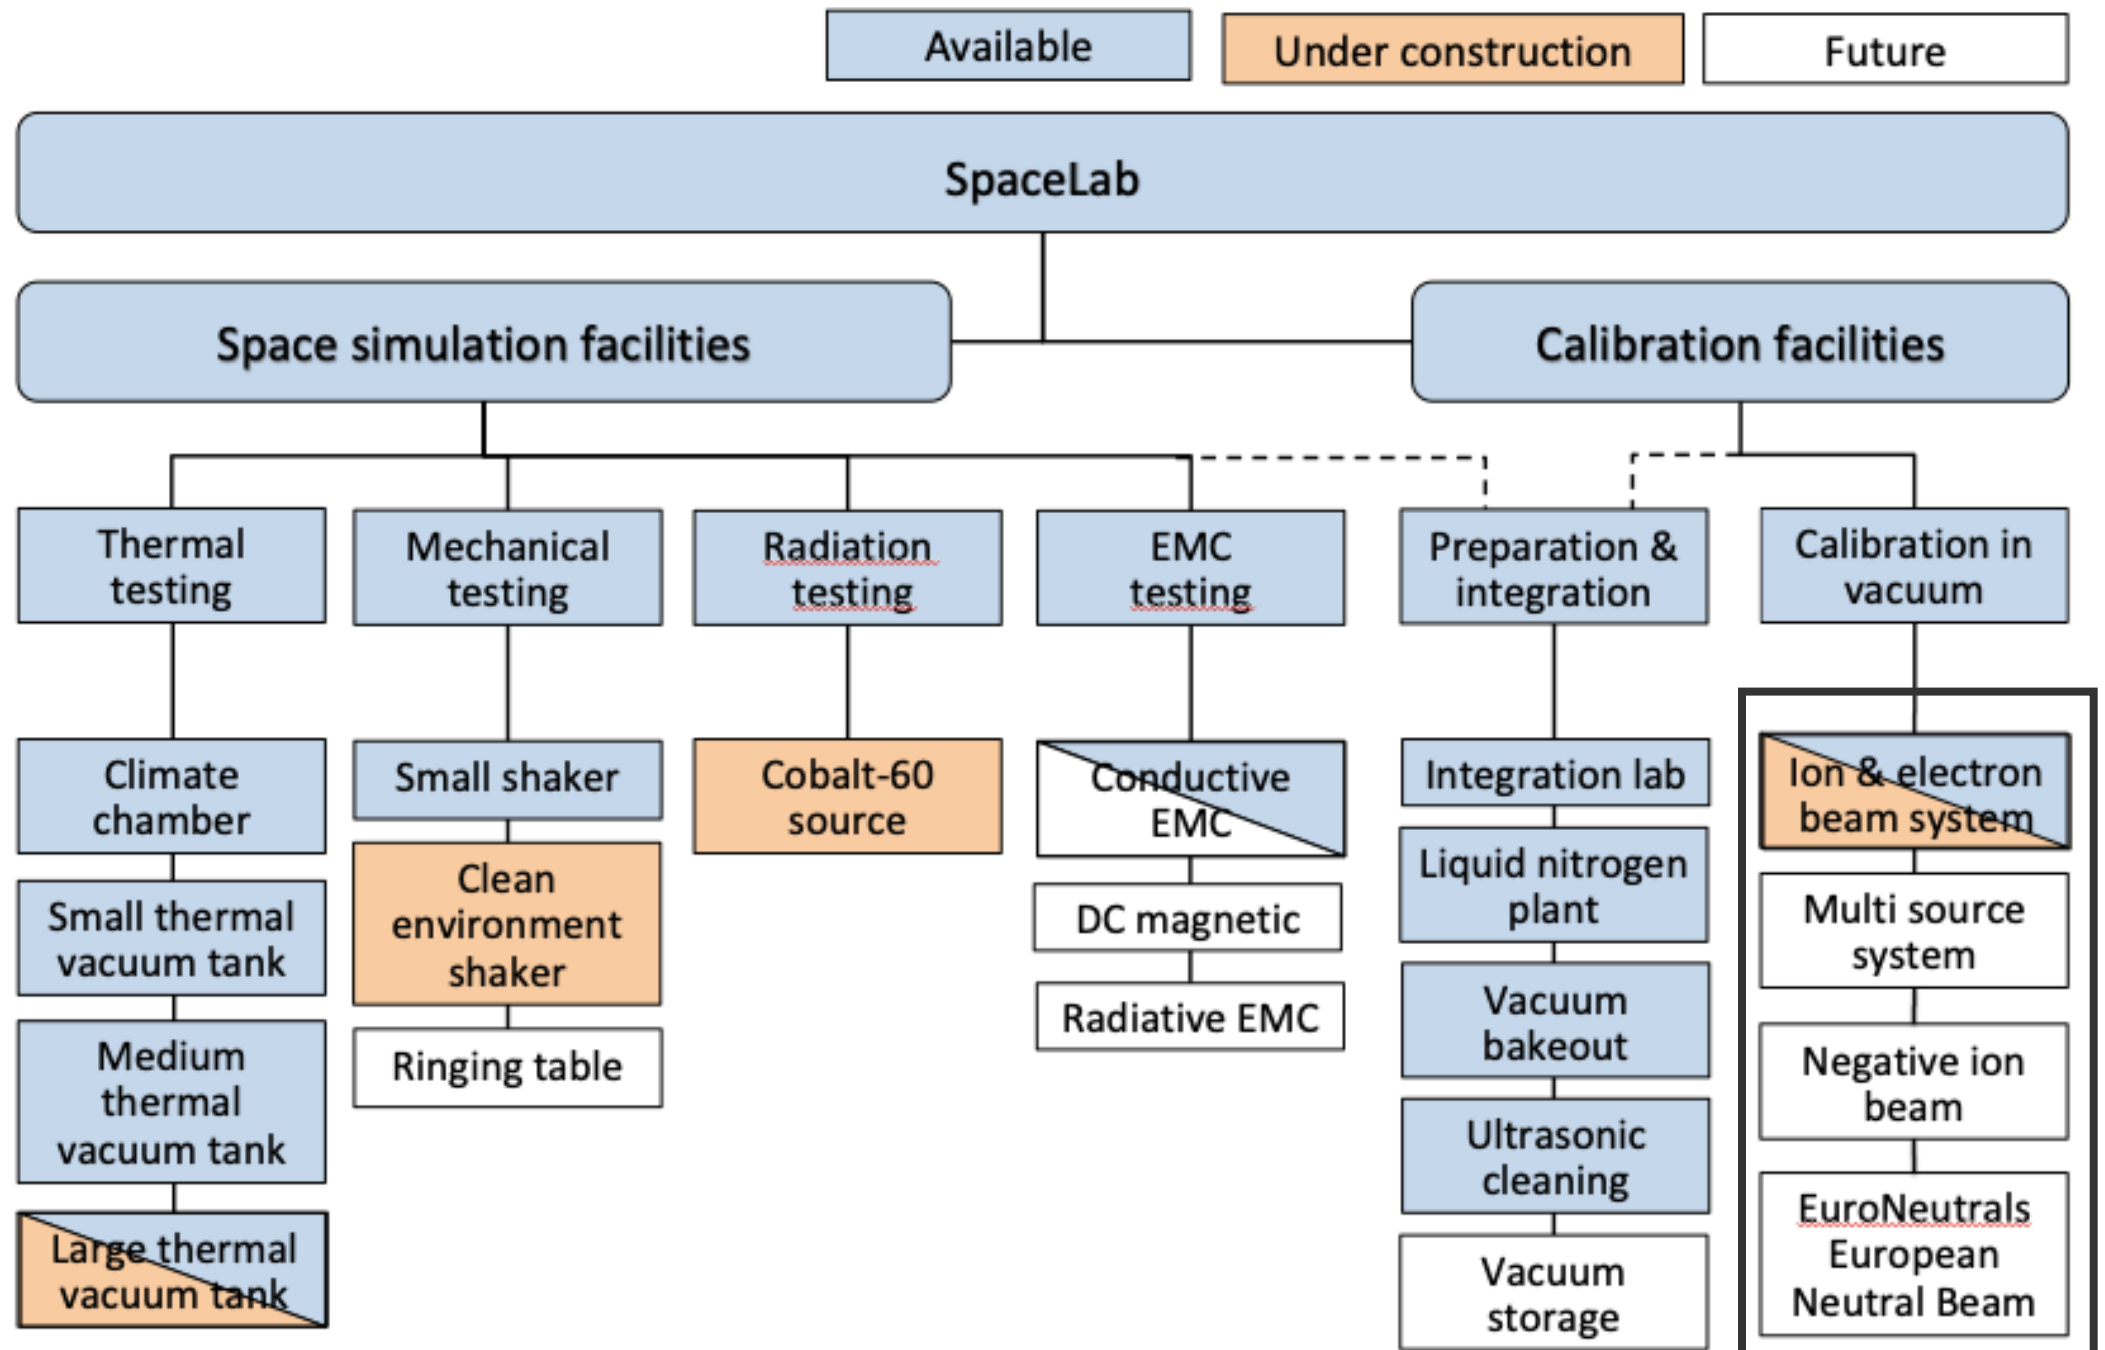 Available
Under construction
Future
SpaceLab
Space simulation facilities
Calibration facilities
Thermal
testing
Mechanical
testing
Radiation
testing
EMC
testing
Preparation &
integration
Calibration in
vacuum
Climate
chamber
Small thermal
vacuum tank
Medium
thermal
vacuum tank
Large thermal
vacuum tank
Small shaker
Clean
environment
shaker
Ringing table
Cobalt-60
source
Conductive
EMC
DC magnetic
Radiative EMC
Integration lab
Liquid nitrogen
plant
Vacuum
bakeout
Ultrasonic
cleaning
Vacuum
storage
Ion & electron
beam system
Multi source
system
Negative ion
beam
EuroNeutrals
European
Neutral Beam